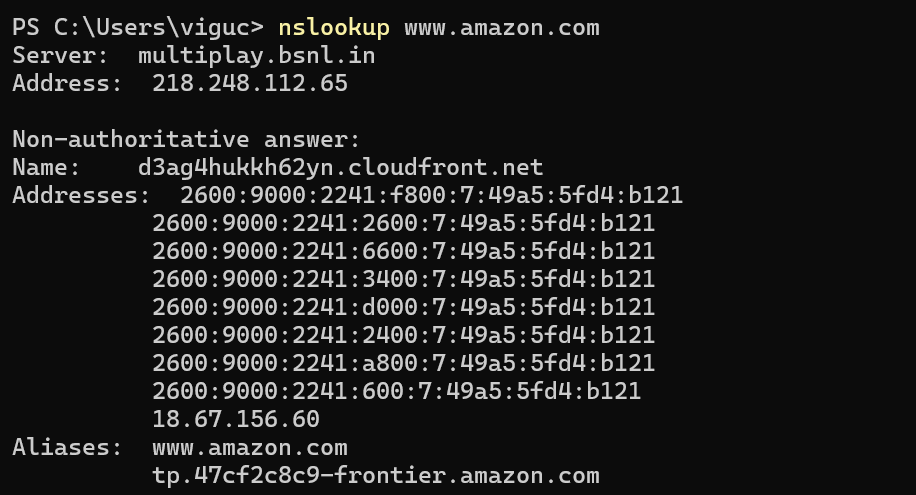 PS C:\Users\viguc> nslookup www.amazon.com
Server:  multiplay.bsnl.in
Address:  218.248.112.65

Non-authoritative answer:
Name:    d3ag4hukkh62yn.cloudfront.net
Addresses:  2600:9000:2241:f800:7:49a5:5fd4:b121
          2600:9000:2241:2600:7:49a5:5fd4:b121
          2600:9000:2241:6600:7:49a5:5fd4:b121
          2600:9000:2241:3400:7:49a5:5fd4:b121
          2600:9000:2241:d000:7:49a5:5fd4:b121
          2600:9000:2241:2400:7:49a5:5fd4:b121
          2600:9000:2241:a800:7:49a5:5fd4:b121
          2600:9000:2241:600:7:49a5:5fd4:b121
          18.67.156.60
Aliases:  www.amazon.com
          tp.47cf2c8c9-frontier.amazon.com